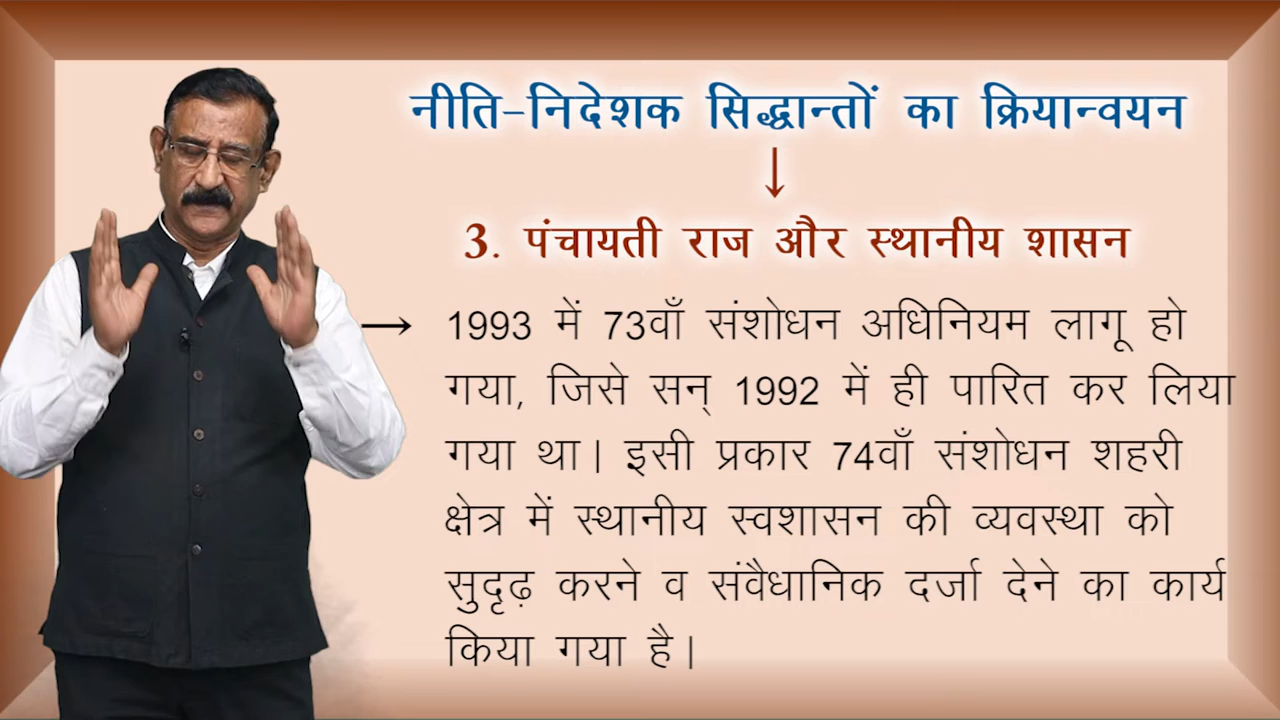 नीति-निदेशक सिद्धान्तों का क्रियान्वयन
↓
3. पंचायती राज और स्थानीय शासन
→ 1993 में 73वाँ संशोधन अधिनियम लागू हो
गया, जिसे सन् 1992 में ही पारित कर लिया
गया था। इसी प्रकार 74वाँ संशोधन शहरी
क्षेत्र में स्थानीय स्वशासन की व्यवस्था को
सुदृढ़ करने व संवैधानिक दर्जा देने का कार्य
किया गया है।